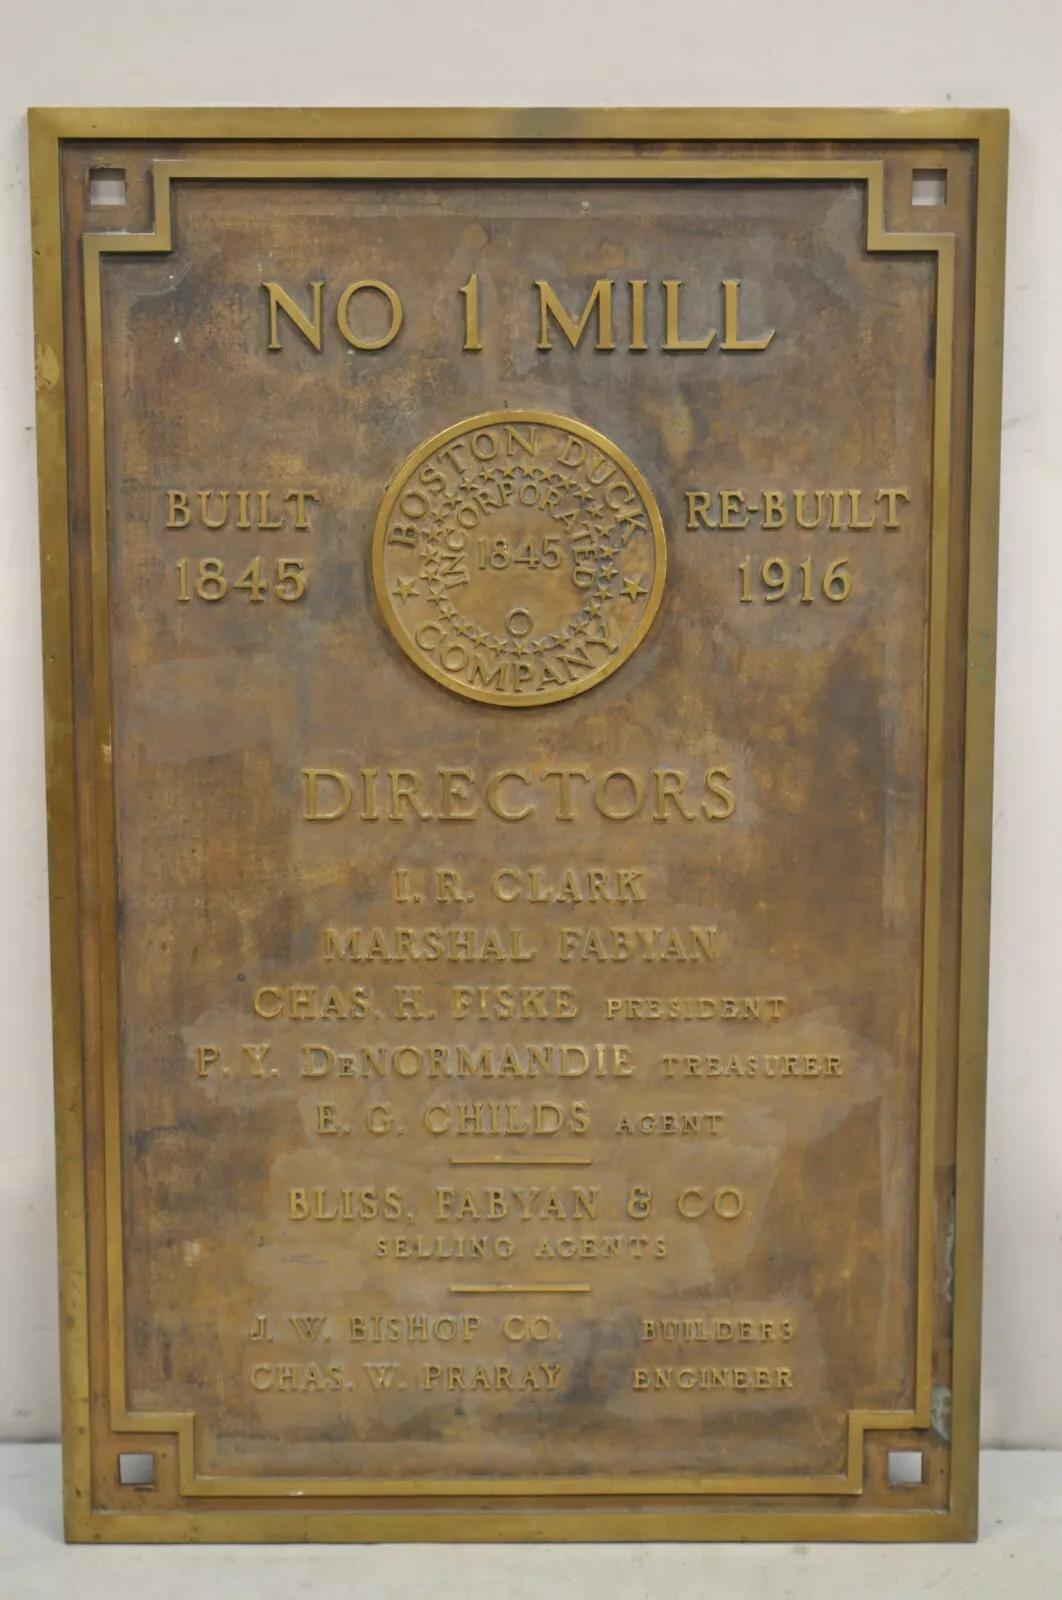 NO 1 MILL
BUILT
1845
BOSTON DUCK
INCORPORATED
1845
O
COMPANY
RE-BUILT
1916
DIRECTORS
I. R. CLARK
MARSHAL FABYAN
CHAS. H. FISKE PRESIDENT
P. Y. DeNORMANDIE TREASURER
E. G. CHILDS AGENT
BLISS, FABYAN & CO.
SELLING AGENTS
J. W. BISHOP CO. BUILDERS
CHAS. W. PRARAY ENGINEER